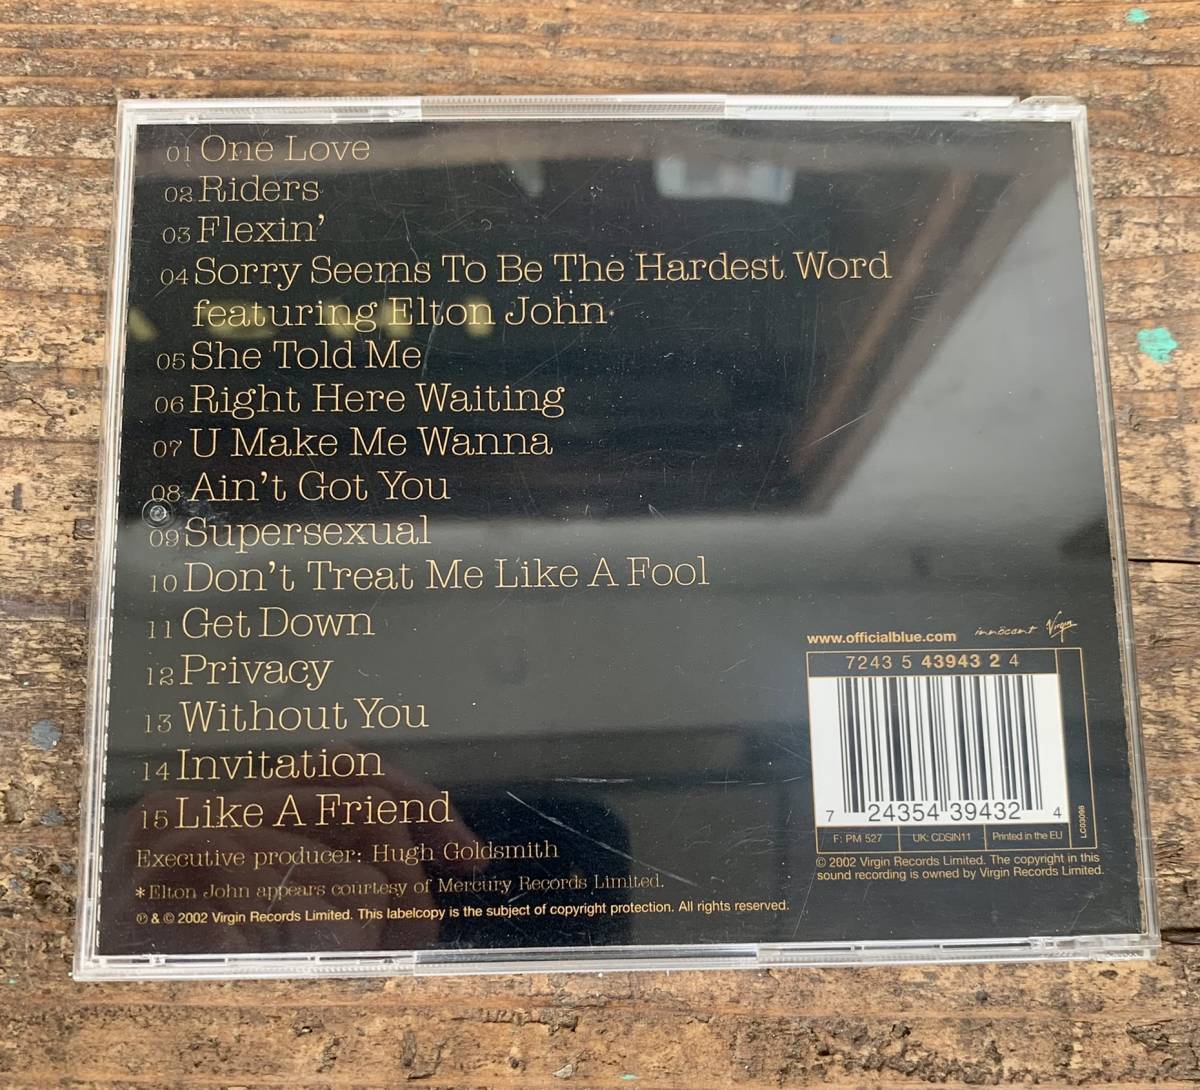 01 One Love
02 Riders
03 Flexin'
04 Sorry Seems To Be The Hardest Word
featuring Elton John*
05 She Told Me
06 Right Here Waiting
07 U Make Me Wanna
08 Ain't Got You
09 Supersexual
10 Don't Treat Me Like A Fool
11 Get Down
12 Privacy
13 Without You
14 Invitation
15 Like A Friend
Executive producer: Hugh Goldsmith
*Elton John appears courtesy of Mercury Records Limited.
℗ & © 2002 Virgin Records Limited. This labelcopy is the subject of copyright protection. All rights reserved.
www.officialblue.com innocent Virgin
7243 5 43943 2 4
7 24354 39432 4
F: PM 527 UK: CDSIN11 Printed in the EU
LC03098
© 2002 Virgin Records Limited. The copyright in this
sound recording is owned by Virgin Records Limited.